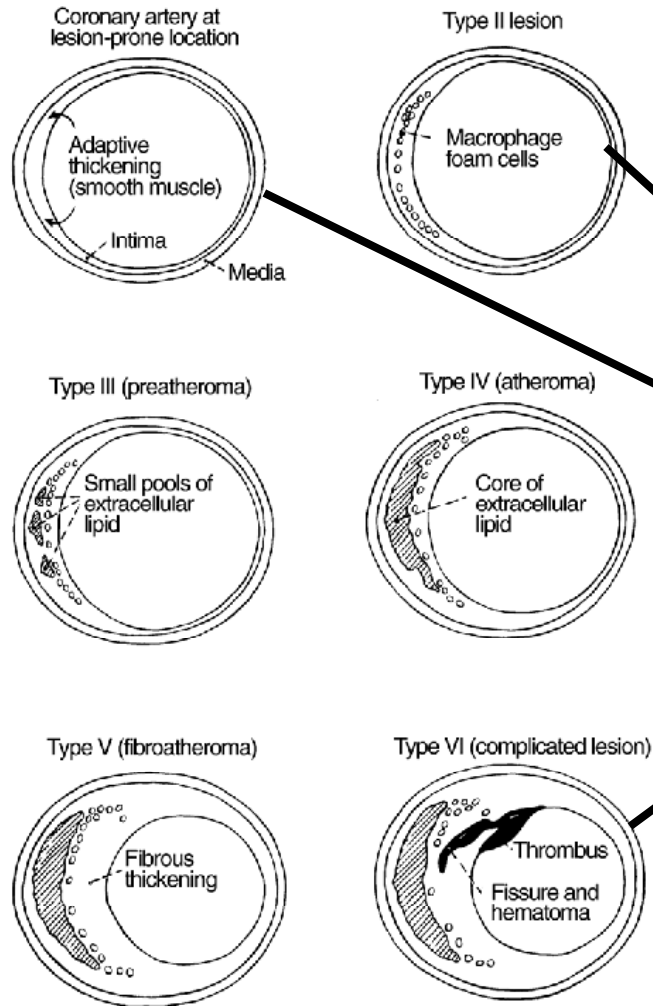 Coronary artery at
lesion-prone location
Adaptive
thickening
(smooth muscle)
Intima
Media
Type II lesion
Macrophage
foam cells
Type III (preatheroma)
Small pools of
extracellular
lipid
Type IV (atheroma)
Core of
extracellular
lipid
Type V (fibroatheroma)
Fibrous
thickening
Type VI (complicated lesion)
Thrombus
Fissure and
hematoma